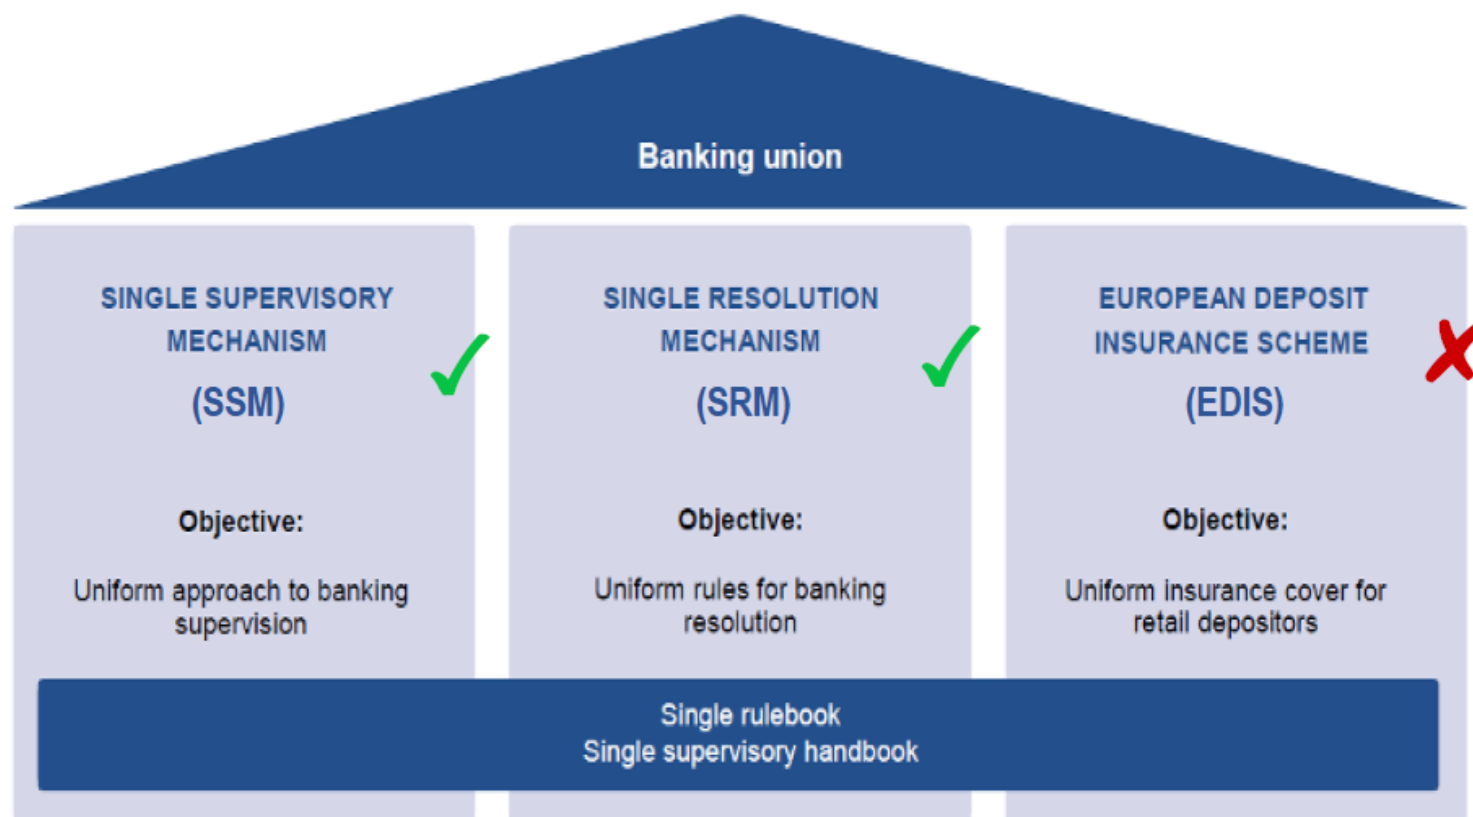 Banking union
SINGLE SUPERVISORY
MECHANISM
(SSM)
Objective:
Uniform approach to banking
supervision
SINGLE RESOLUTION
MECHANISM
(SRM)
Objective:
Uniform rules for banking
resolution
EUROPEAN DEPOSIT
INSURANCE SCHEME
(EDIS)
Objective:
Uniform insurance cover for
retail depositors
Single rulebook
Single supervisory handbook